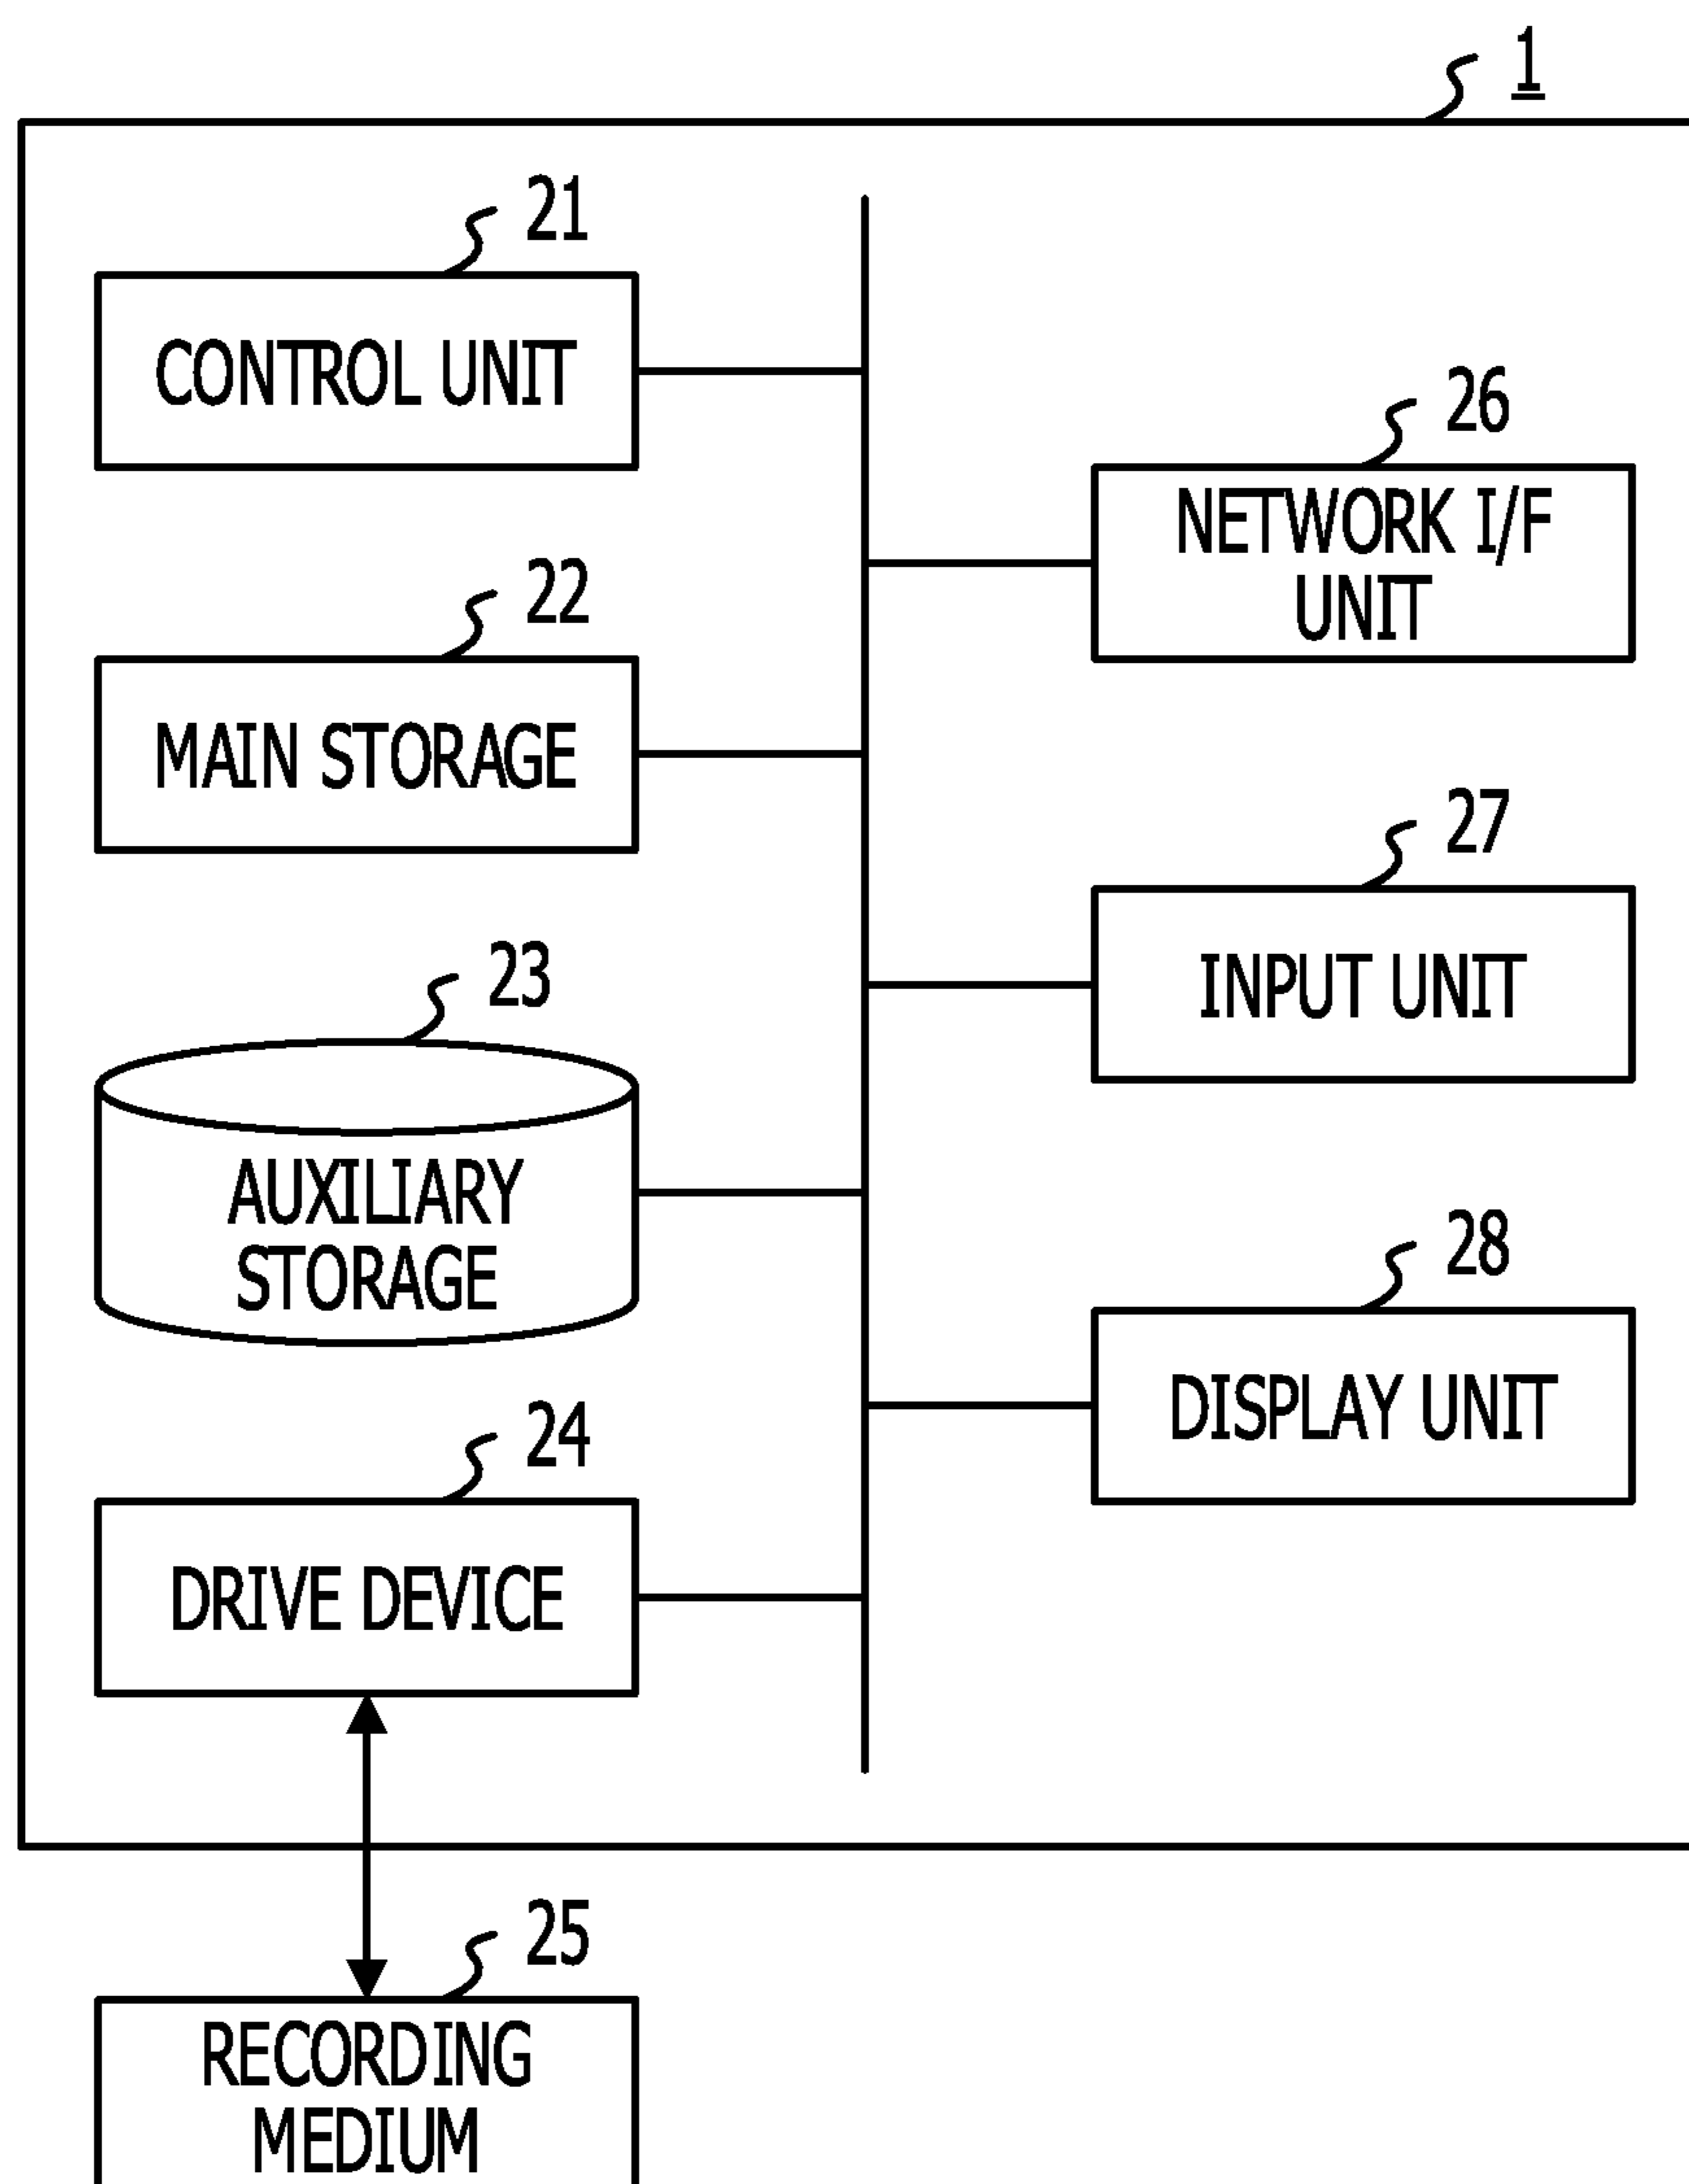 1
21
CONTROL UNIT
22
MAIN STORAGE
23
AUXILIARY
STORAGE
24
DRIVE DEVICE
25
RECORDING
MEDIUM
26
NETWORK I/F
UNIT
27
INPUT UNIT
28
DISPLAY UNIT